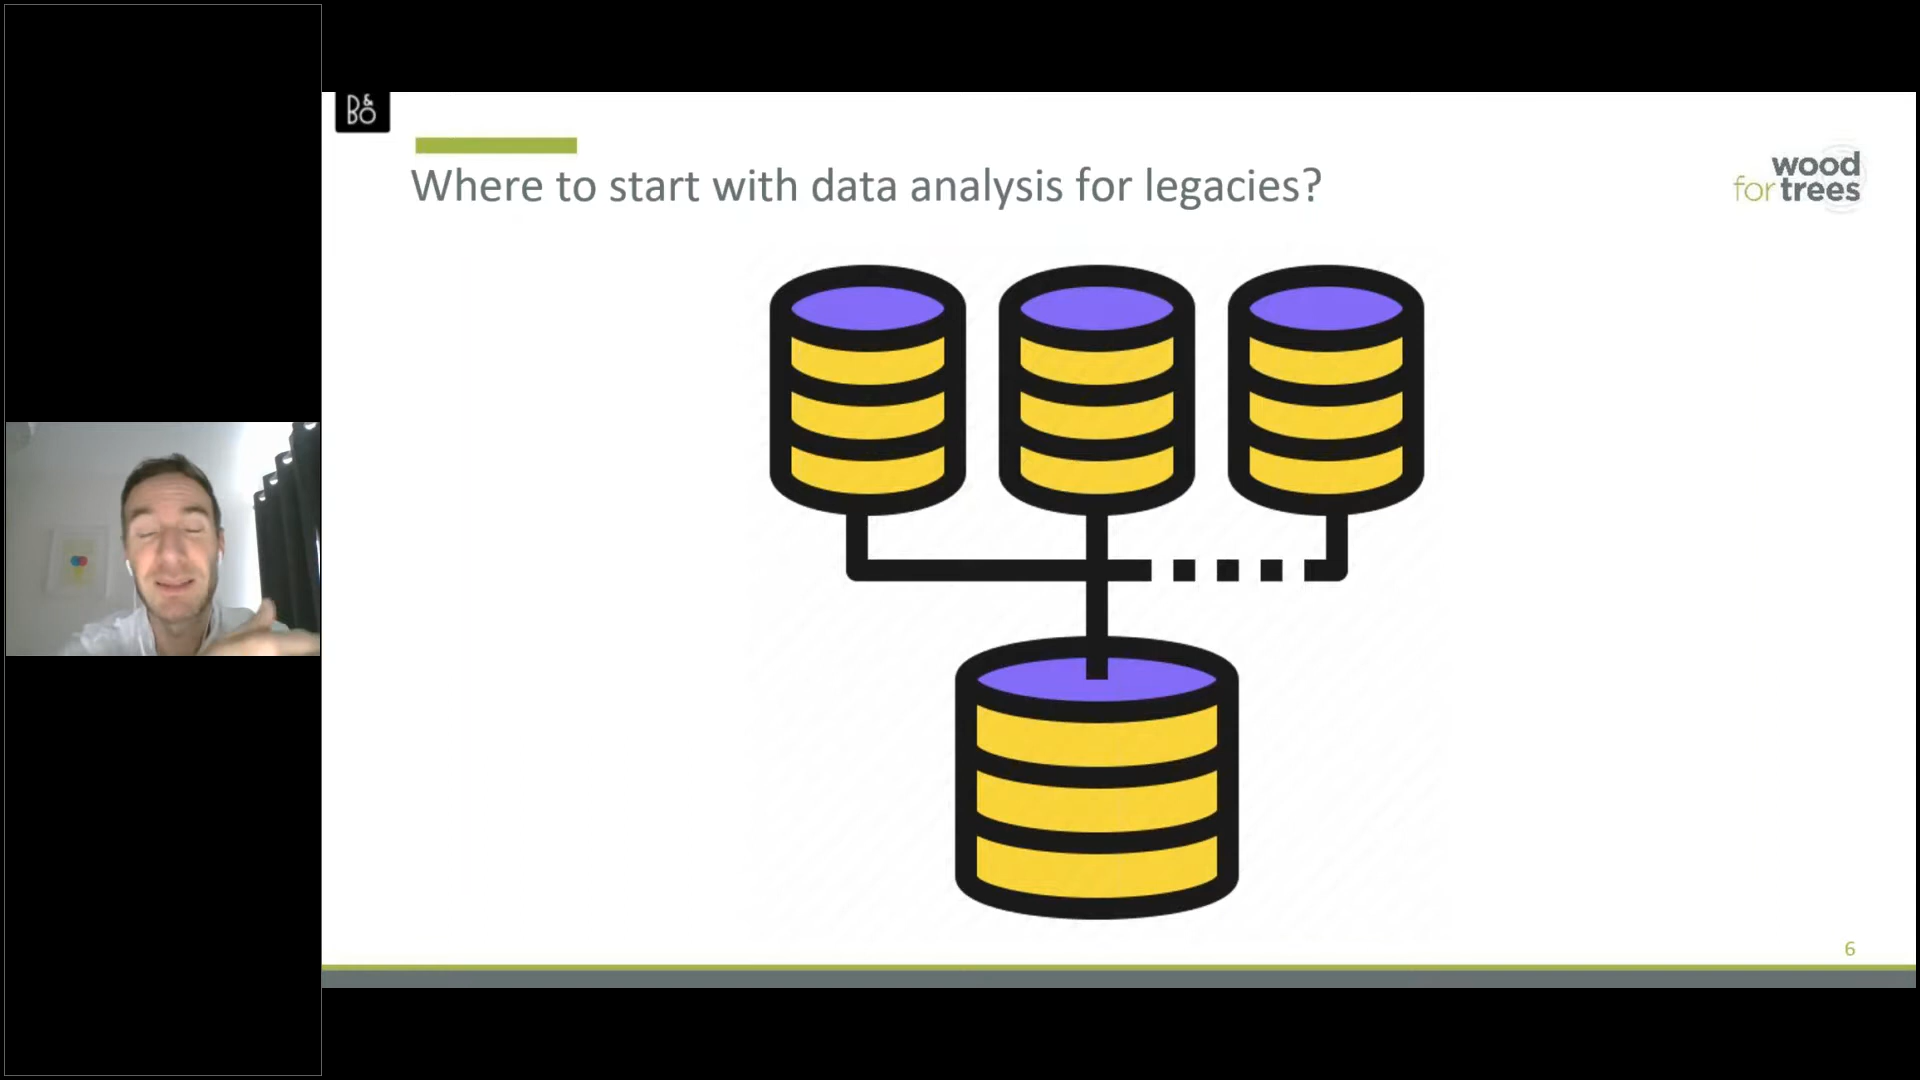 B&O
Where to start with data analysis for legacies?
wood
for trees
6